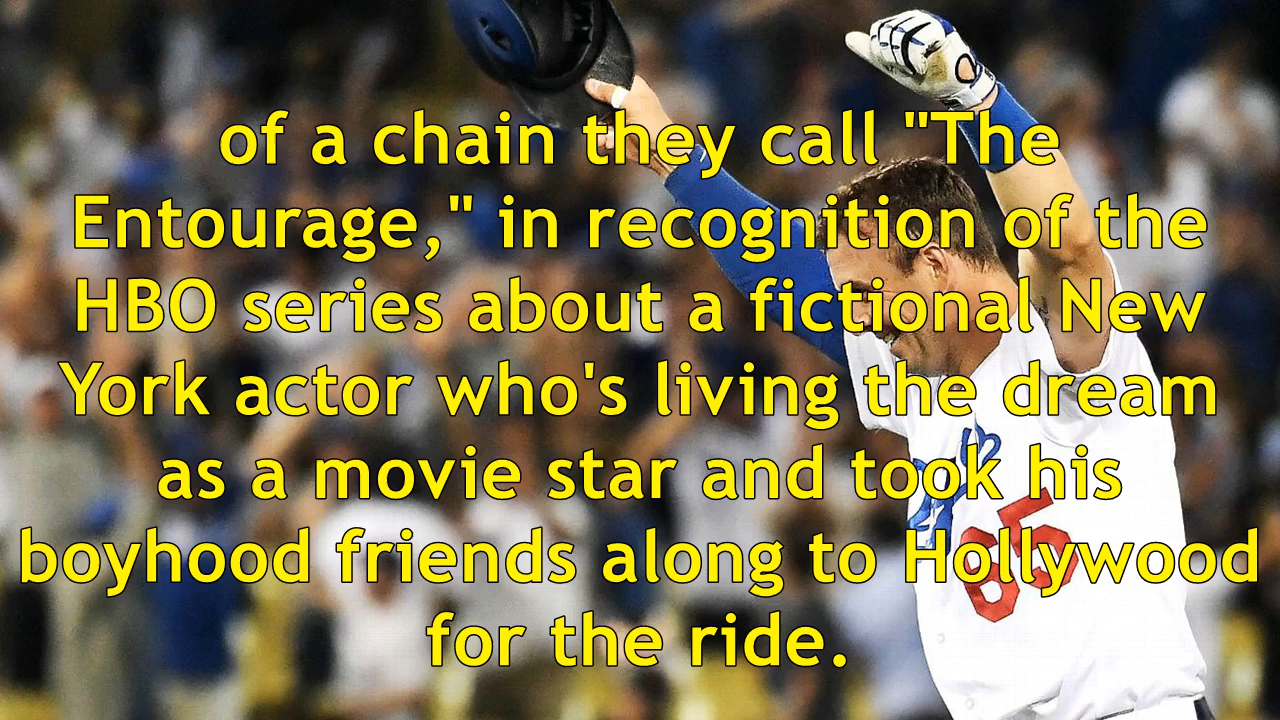 of a chain they call "The
Entourage," in recognition of the
HBO series about a fictional New
York actor who's living the dream
as a movie star and took his
boyhood friends along to Hollywood
for the ride.
85